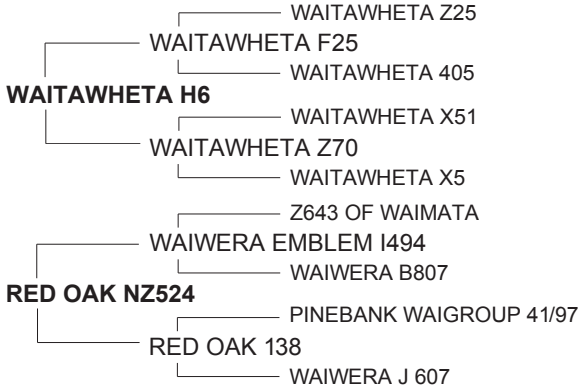 WAITAWHETA Z25
WAITAWHETA F25
WAITAWHETA 405
WAITAWHETA H6
WAITAWHETA X51
WAITAWHETA Z70
WAITAWHETA X5
Z643 OF WAIMATA
WAIWERA EMBLEM I494
WAIWERA B807
RED OAK NZ524
PINEBANK WAIGROUP 41/97
RED OAK 138
WAIWERA J 607